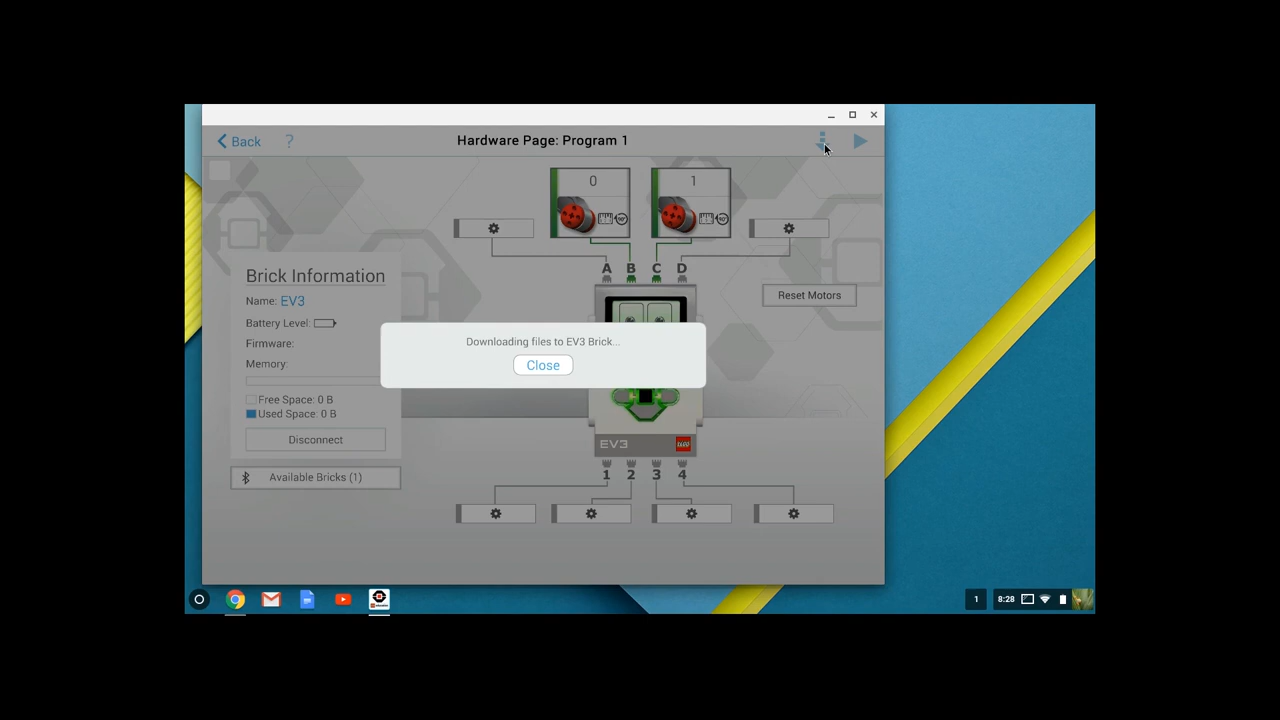 Back
?
Hardware Page: Program 1
0
1
A B C D
Brick Information
Name: EV3
Battery Level:
Firmware:
Memory:
Free Space: 0 B
Used Space: 0 B
Disconnect
Available Bricks (1)
Reset Motors
Downloading files to EV3 Brick...
Close
EV3
LEGO
1 2 3 4
1
8:28